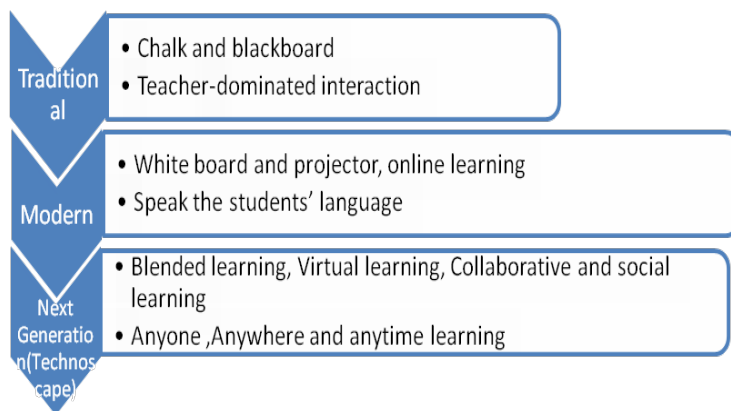 Tradition
al
• Chalk and blackboard
• Teacher-dominated interaction
Modern
• White board and projector, online learning
• Speak the students’ language
Next
Generatio
n(Technos
cape)
• Blended learning, Virtual learning, Collaborative and social
learning
• Anyone ,Anywhere and anytime learning